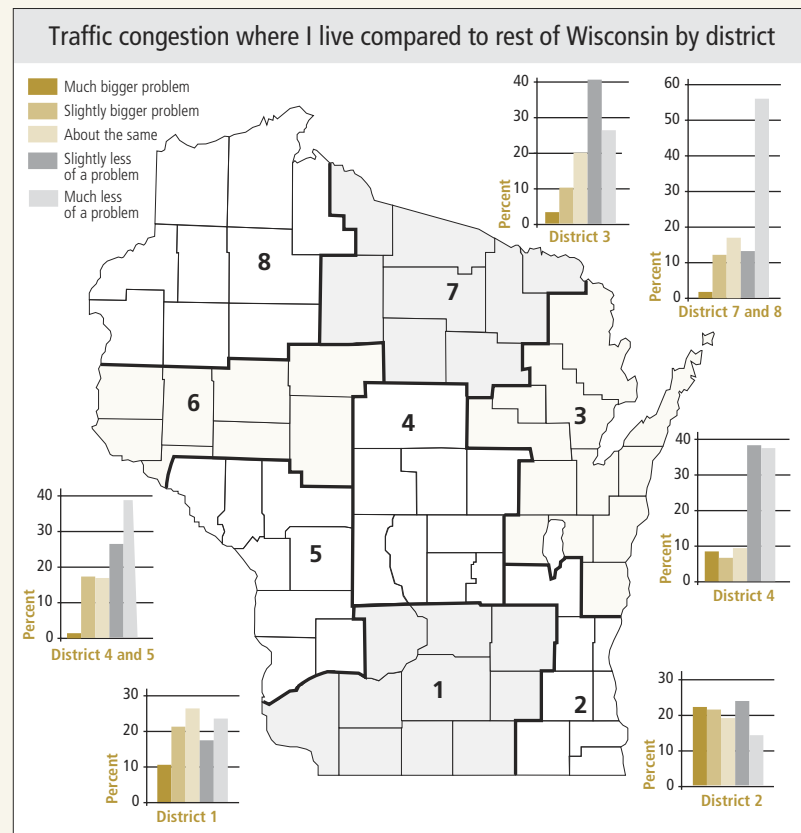 Traffic congestion where I live compared to rest of Wisconsin by district
Much bigger problem
Slightly bigger problem
About the same
Slightly less
of a problem
Much less
of a problem
40
30
20
10
0
Percent
District 3
60
50
40
30
20
10
0
Percent
District 7 and 8
8
7
6
4
3
5
1
2
40
30
20
10
0
Percent
District 4
40
30
20
10
0
Percent
District 4 and 5
30
20
10
0
Percent
District 1
30
20
10
0
Percent
District 2